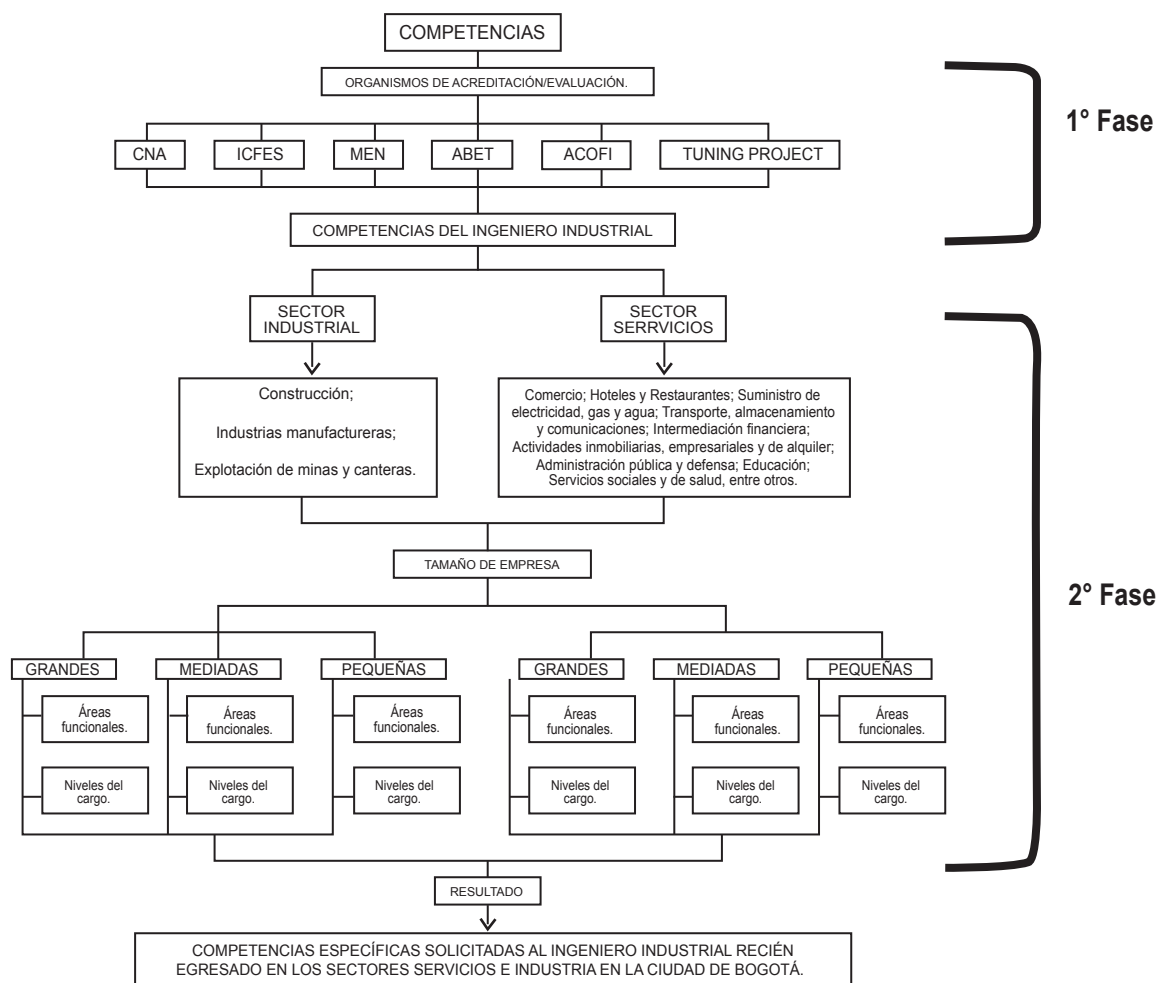 COMPETENCIAS
ORGANISMOS DE ACREDITACIÓN/EVALUACIÓN.
1° Fase
CNA
ICFES
MEN
ABET
ACOFI
TUNING PROJECT
COMPETENCIAS DEL INGENIERO INDUSTRIAL
SECTOR
INDUSTRIAL
SECTOR
SERRVICIOS
Construcción;
Industrias manufactureras;
Explotación de minas y canteras.
Comercio; Hoteles y Restaurantes; Suministro de
electricidad, gas y agua; Transporte, almacenamiento
y comunicaciones; Intermediación financiera;
Actividades inmobiliarias, empresariales y de alquiler;
Administración pública y defensa; Educación;
Servicios sociales y de salud, entre otros.
TAMAÑO DE EMPRESA
2° Fase
GRANDES
MEDIADAS
PEQUEÑAS
GRANDES
MEDIADAS
PEQUEÑAS
Áreas
funcionales.
Áreas
funcionales.
Áreas
funcionales.
Áreas
funcionales.
Áreas
funcionales.
Áreas
funcionales.
Niveles del
cargo.
Niveles del
cargo.
Niveles del
cargo.
Niveles del
cargo.
Niveles del
cargo.
Niveles del
cargo.
RESULTADO
COMPETENCIAS ESPECÍFICAS SOLICITADAS AL INGENIERO INDUSTRIAL RECIÉN
EGRESADO EN LOS SECTORES SERVICIOS E INDUSTRIA EN LA CIUDAD DE BOGOTÁ.